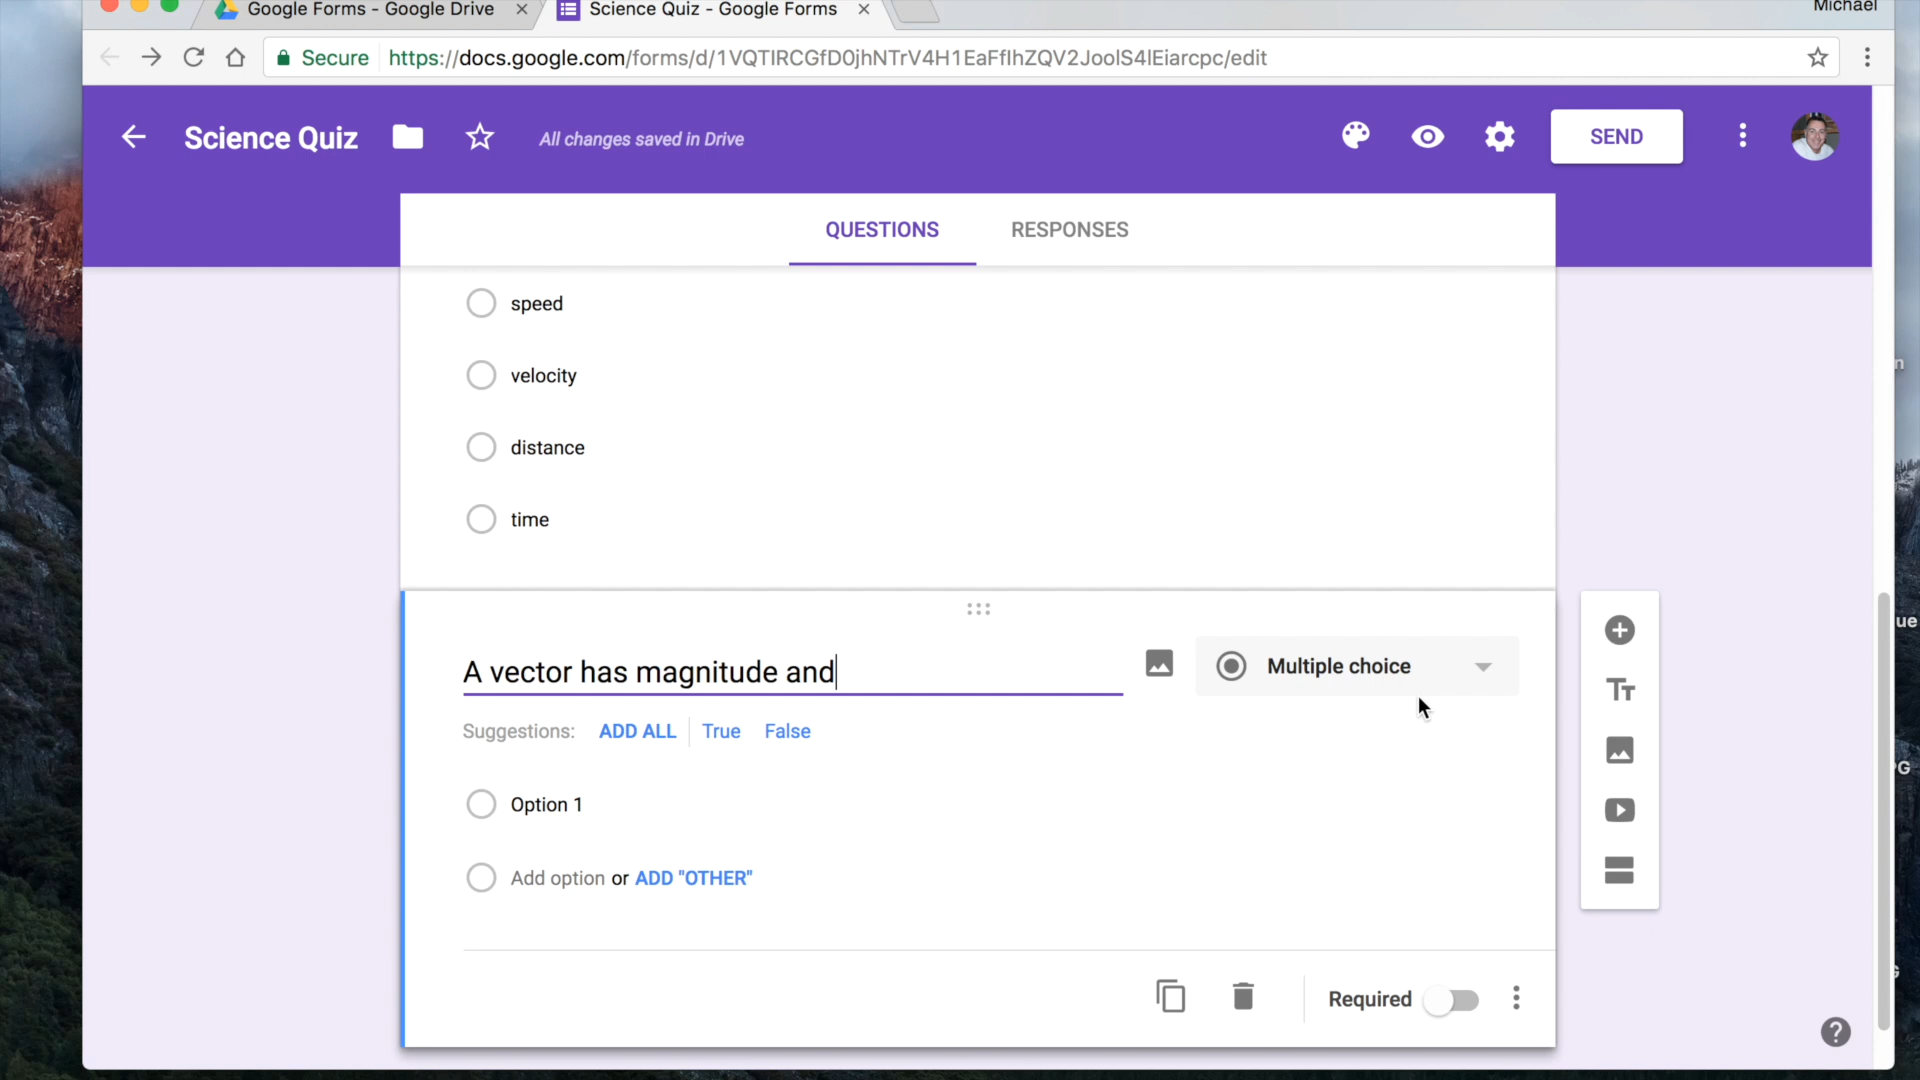 Google Forms - Google Drive
Science Quiz - Google Forms
Michael
Secure
https://docs.google.com/forms/d/1VQTIRCGfD0jhNTrV4H1EaFfIhZQV2JoolS4lEiarcpc/edit
Science Quiz
All changes saved in Drive
SEND
QUESTIONS
RESPONSES
speed
velocity
distance
time
A vector has magnitude and
Multiple choice
Suggestions: ADD ALL True False
Option 1
Add option or ADD "OTHER"
Required